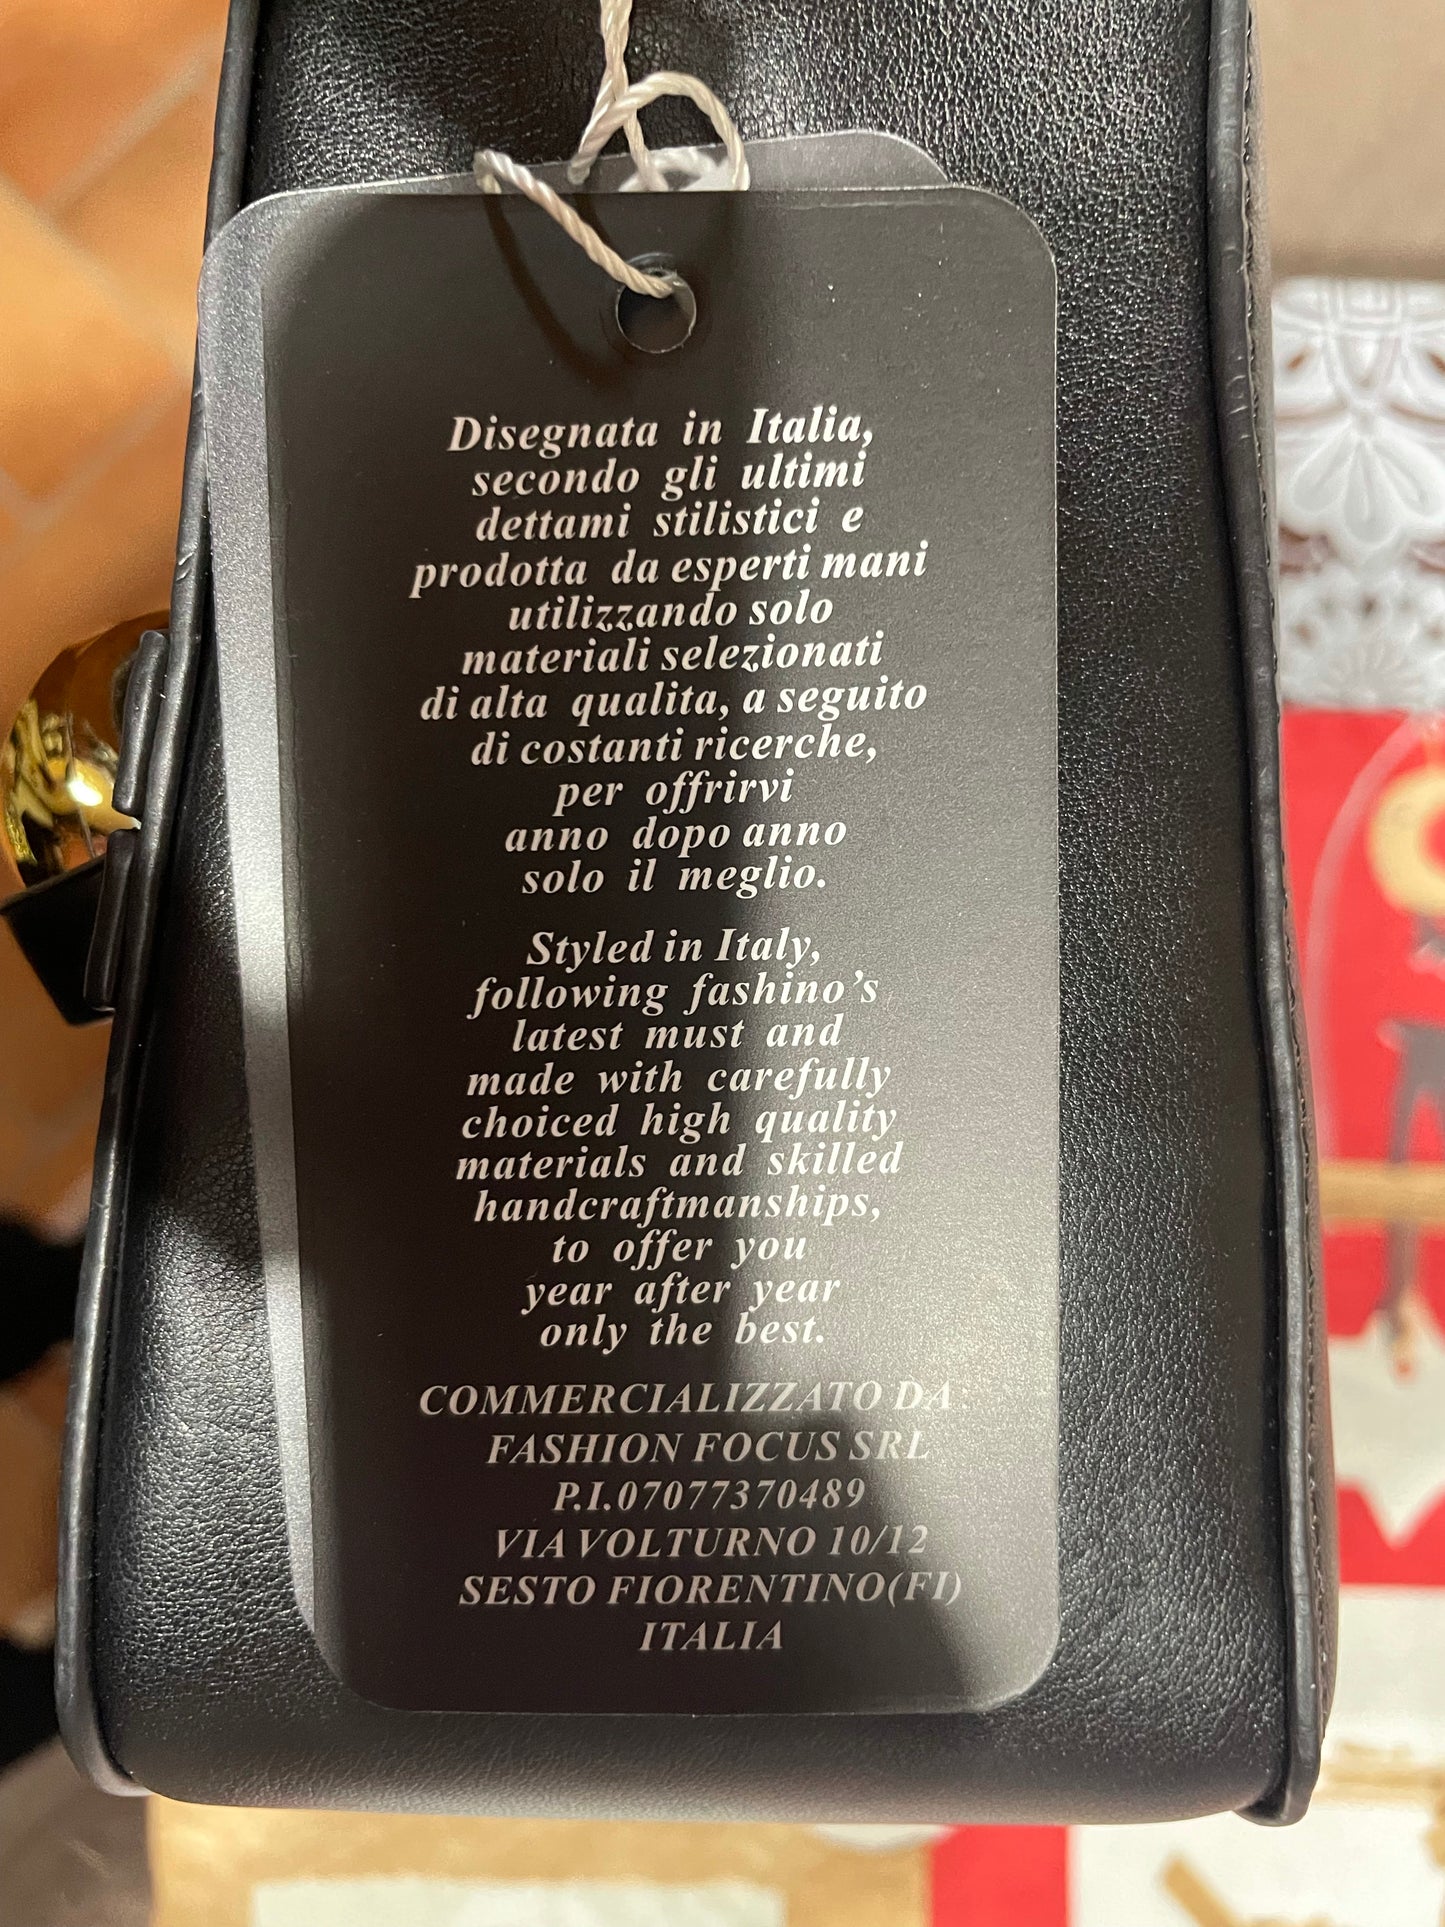 Disegnata in Italia,
secondo gli ultimi
dettami stilistici e
prodotta da esperti mani
utilizzando solo
materiali selezionati
di alta qualita, a seguito
di costanti ricerche,
per offrirvi
anno dopo anno
solo il meglio.
Styled in Italy,
following fashino's
latest must and
made with carefully
choiced high quality
materials and skilled
handcraftmanships,
to offer you
year after year
only the best.
COMMERCIALIZZATO DA:
FASHION FOCUS SRL
P.I.07077370489
VIA VOLTURNO 10/12
SESTO FIORENTINO(FI)
ITALIA